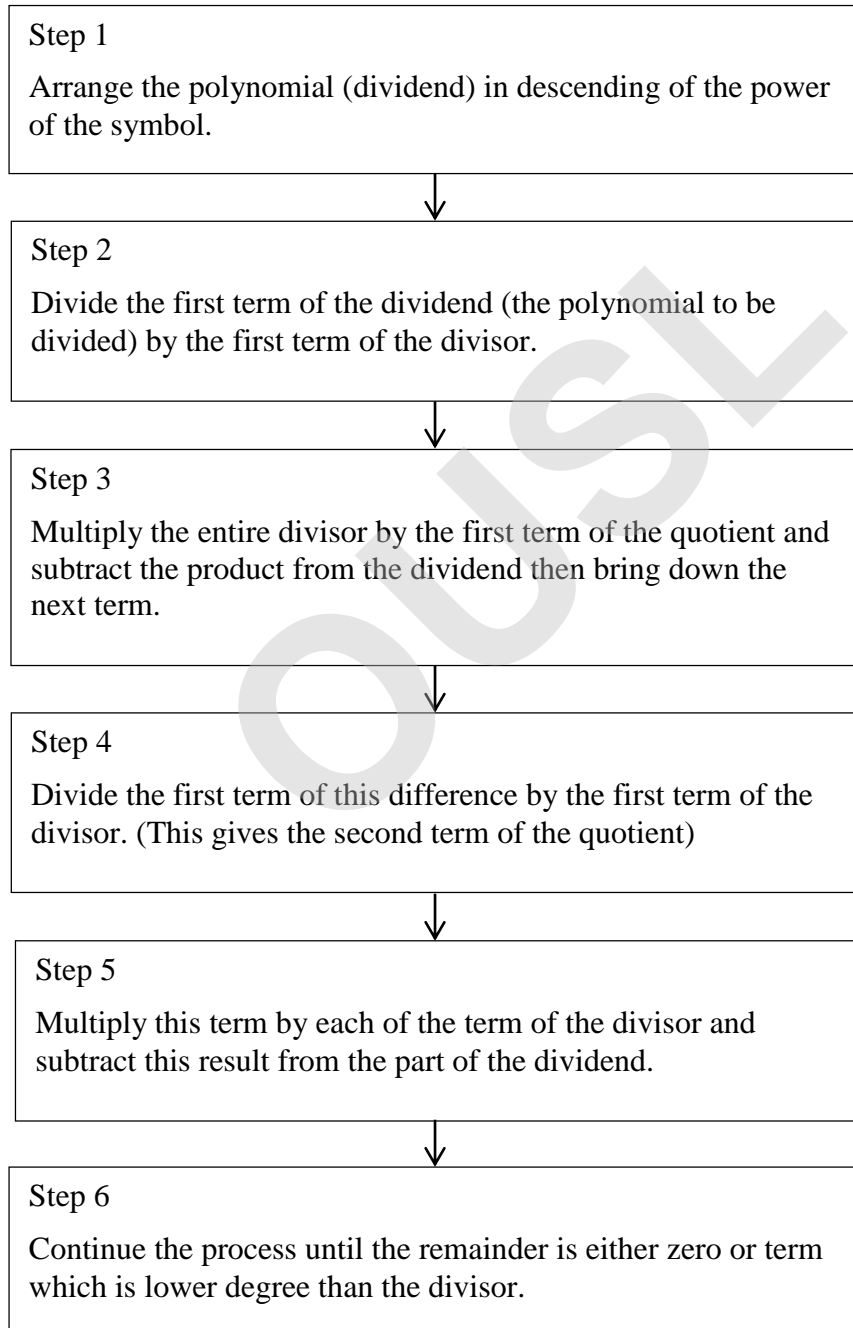 Step 1
Arrange the polynomial (dividend) in descending of the power
of the symbol.
Step 2
Divide the first term of the dividend (the polynomial to be
divided) by the first term of the divisor.
Step 3
Multiply the entire divisor by the first term of the quotient and
subtract the product from the dividend then bring down the
next term.
Step 4
Divide the first term of this difference by the first term of the
divisor. (This gives the second term of the quotient)
Step 5
Multiply this term by each of the term of the divisor and
subtract this result from the part of the dividend.
Step 6
Continue the process until the remainder is either zero or term
which is lower degree than the divisor.
OUSL